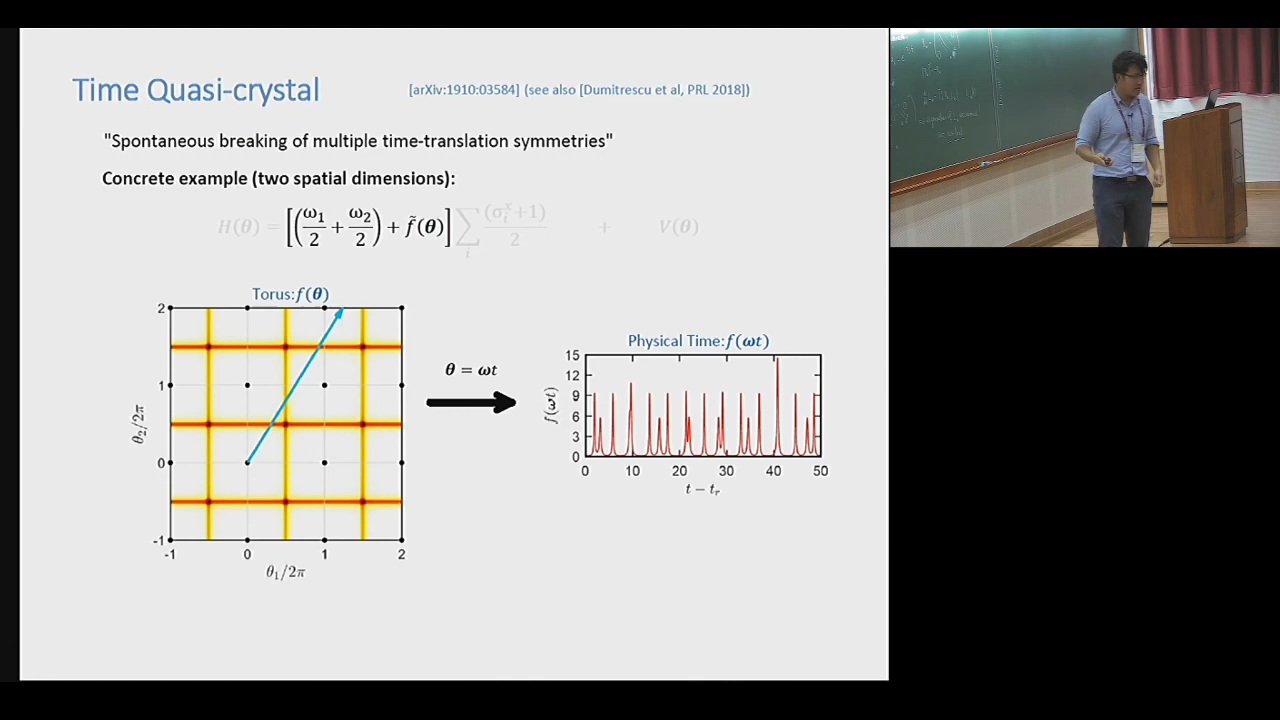 Time Quasi-crystal
[arXiv:1910:03584] (see also [Dumitrescu et al, PRL 2018])
"Spontaneous breaking of multiple time-translation symmetries"
Concrete example (two spatial dimensions):
H(θ) = [(ω₁/2 + ω₂/2) + f̃(θ)] ∑ᵢ (σᵢˣ+1)/2 + V(θ)
Torus:f(θ)
2
1
0
-1
-1 0 1 2
θ₂/2π
θ₁/2π
θ = ωt
Physical Time:f(ωt)
15
12
9
6
3
0
0 10 20 30 40 50
f(ωt)
t − tᵣ